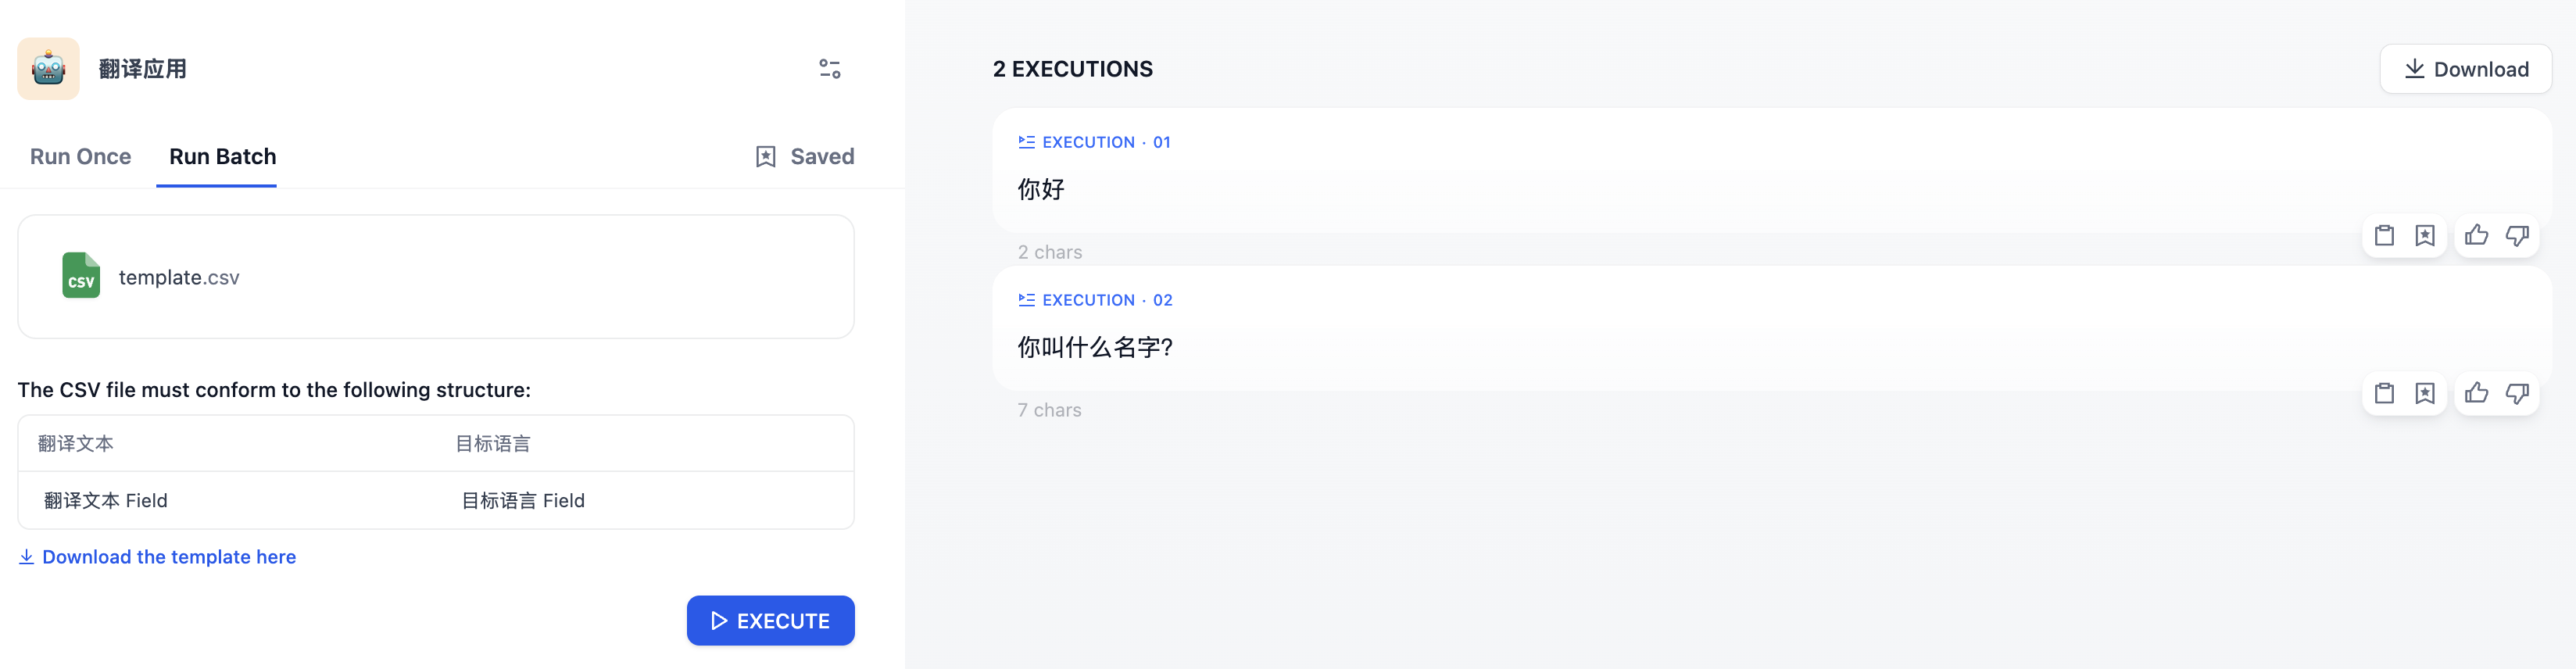 翻译应用
Run Once
Run Batch
Saved
CSV
template.csv
The CSV file must conform to the following structure:
翻译文本
目标语言
翻译文本 Field
目标语言 Field
Download the template here
EXECUTE
2 EXECUTIONS
Download
EXECUTION · 01
你好
2 chars
EXECUTION · 02
你叫什么名字?
7 chars